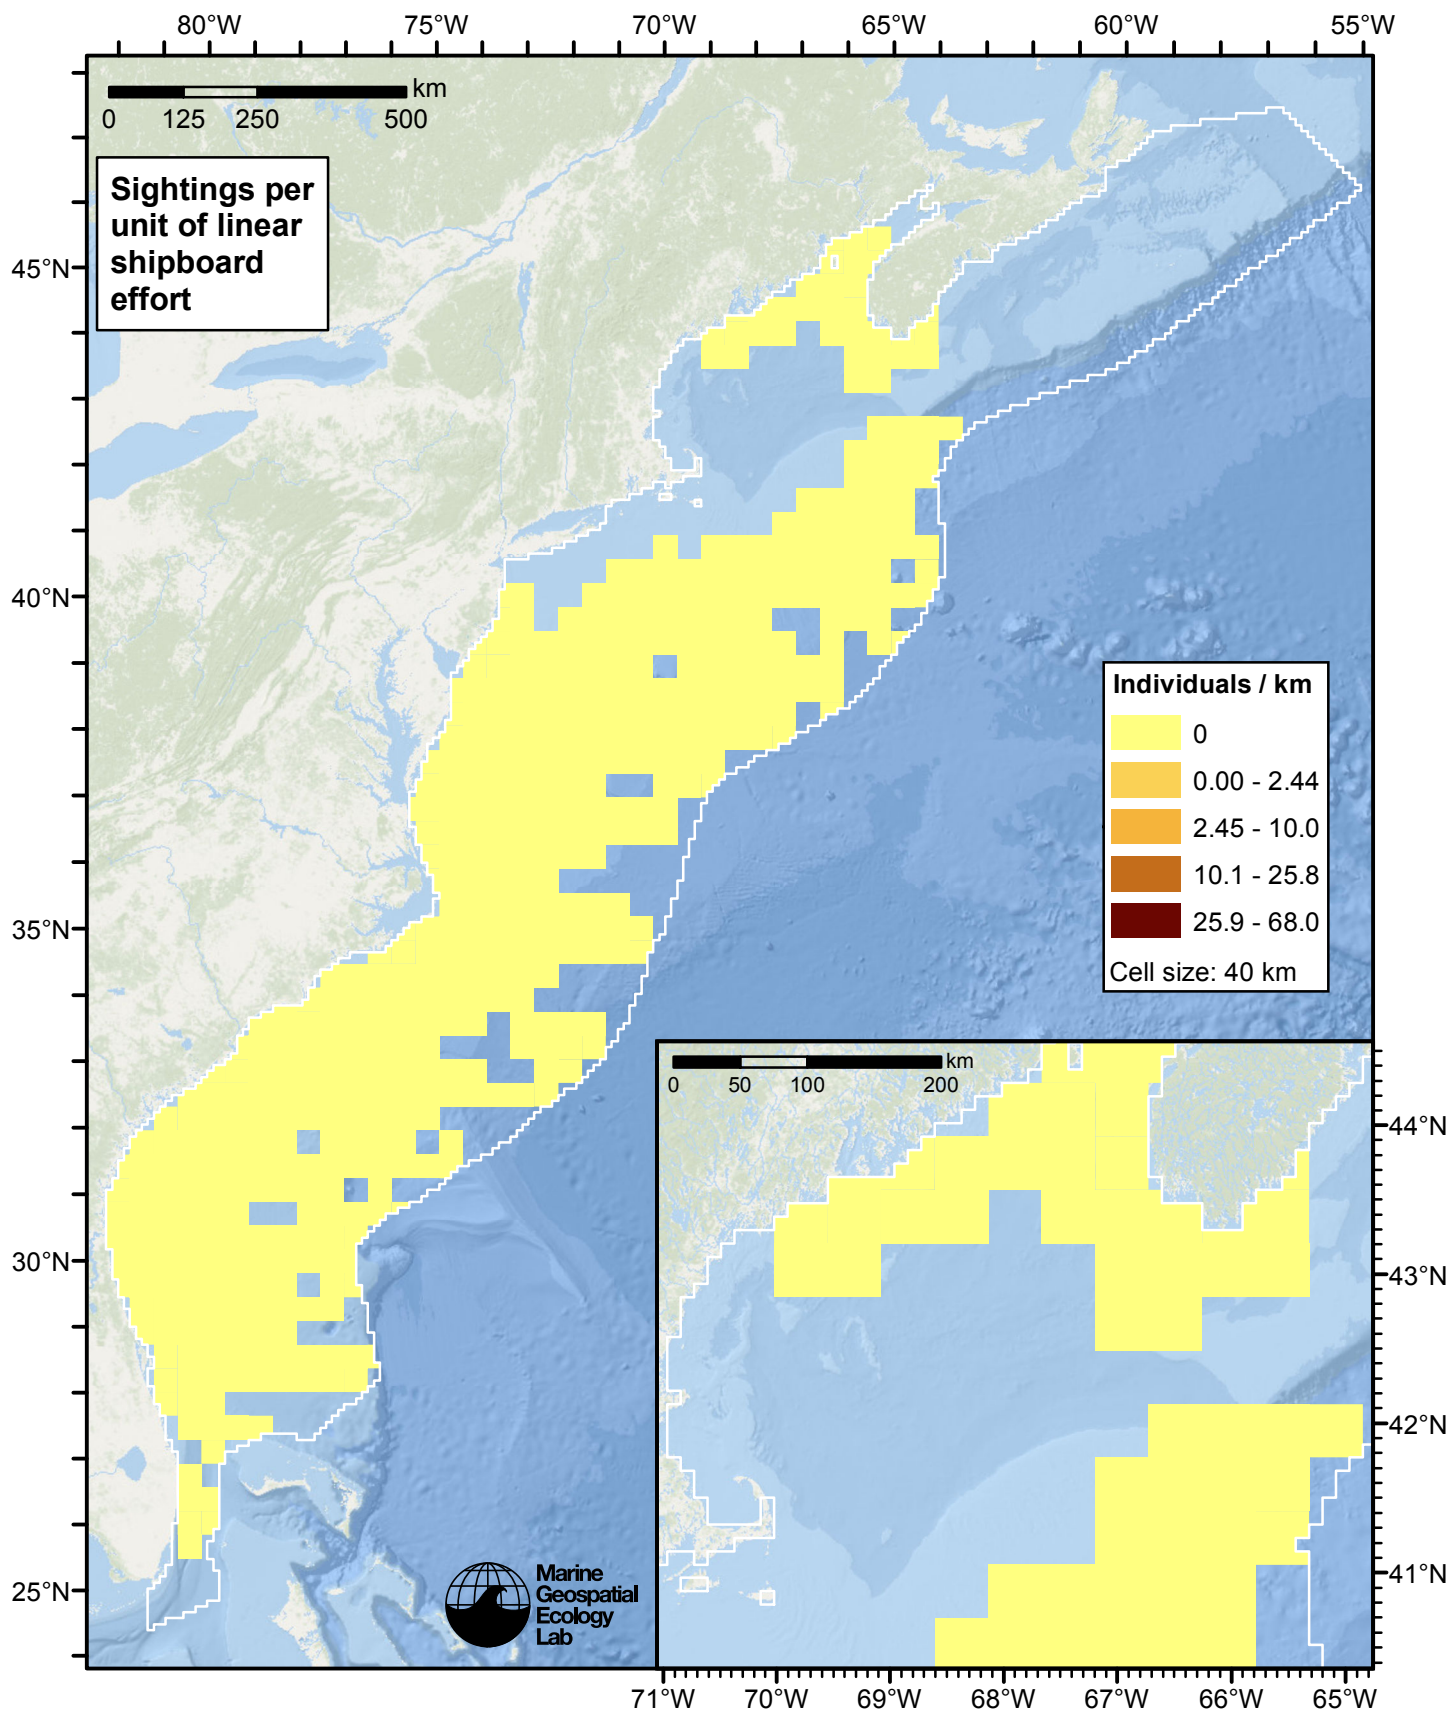 80°W 75°W 70°W 65°W 60°W 55°W
km
0 125 250 500
Sightings per
unit of linear
shipboard
effort
45°N
40°N
35°N
30°N
25°N
Individuals / km
0
0.00 - 2.44
2.45 - 10.0
10.1 - 25.8
25.9 - 68.0
Cell size: 40 km
km
0 50 100 200
44°N
43°N
42°N
41°N
Marine
Geospatial
Ecology
Lab
71°W 70°W 69°W 68°W 67°W 66°W 65°W